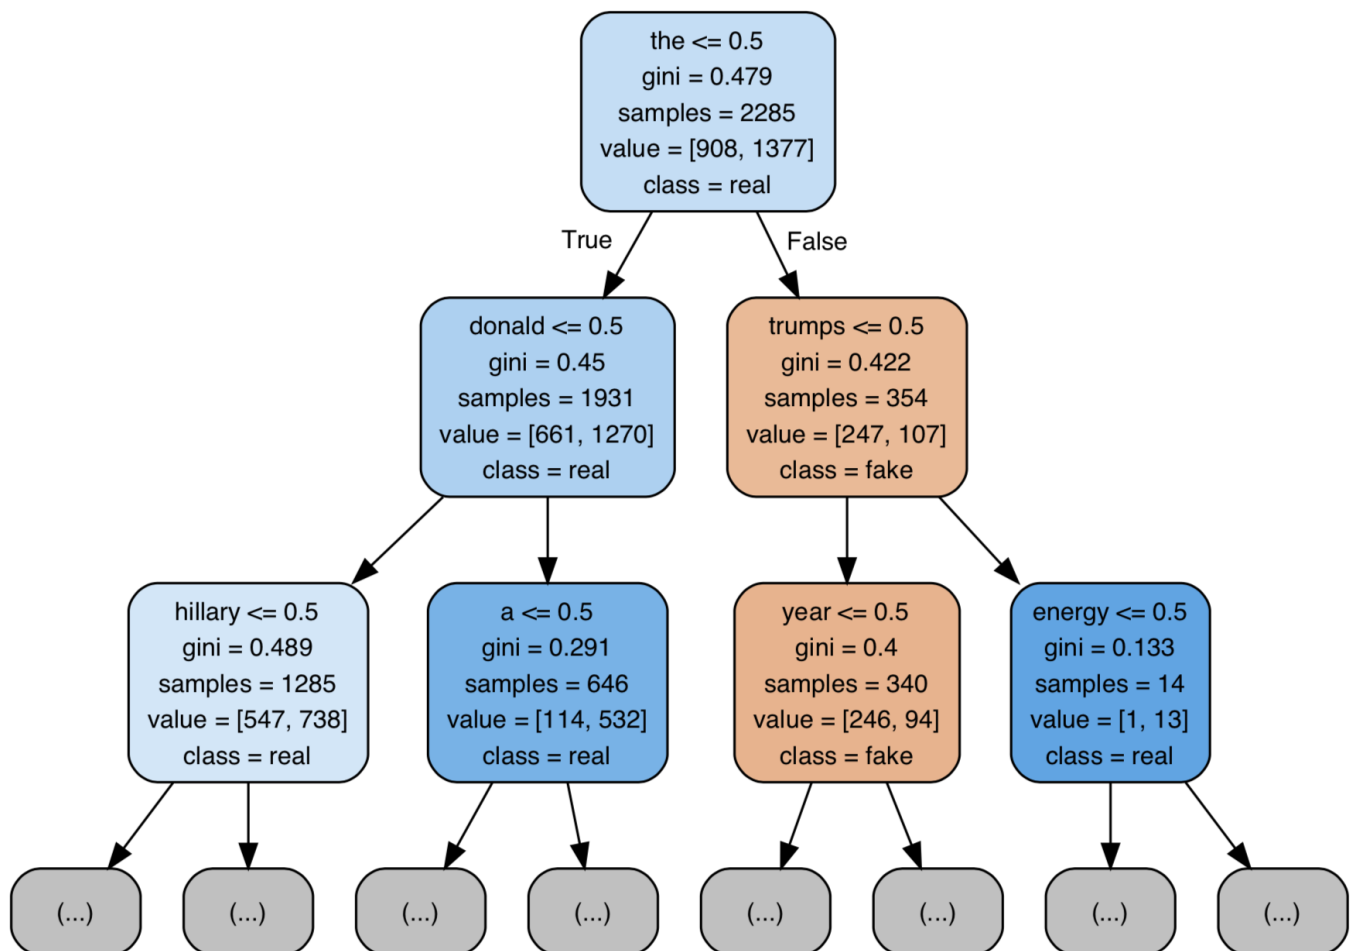 the <= 0.5
gini = 0.479
samples = 2285
value = [908, 1377]
class = real
True
False
donald <= 0.5
gini = 0.45
samples = 1931
value = [661, 1270]
class = real
trumps <= 0.5
gini = 0.422
samples = 354
value = [247, 107]
class = fake
hillary <= 0.5
gini = 0.489
samples = 1285
value = [547, 738]
class = real
a <= 0.5
gini = 0.291
samples = 646
value = [114, 532]
class = real
year <= 0.5
gini = 0.4
samples = 340
value = [246, 94]
class = fake
energy <= 0.5
gini = 0.133
samples = 14
value = [1, 13]
class = real
(...)
(...)
(...)
(...)
(...)
(...)
(...)
(...)